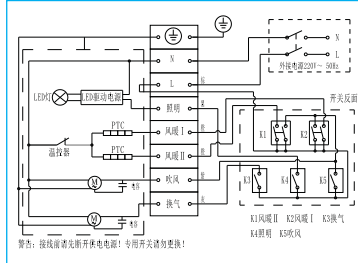 N
N
L
L
外接电源220V~ 50Hz
LED灯
LED驱动电源
照明
开关反面
PTC
风暖Ⅰ
K1
K2
温控器
PTC
风暖Ⅱ
M
吹风
K3
K4
K5
换气
M
K1风暖Ⅱ K2风暖Ⅰ K3换气
K4照明 K5吹风
警告: 接线前请先断开供电电源! 专用开关请勿更换!